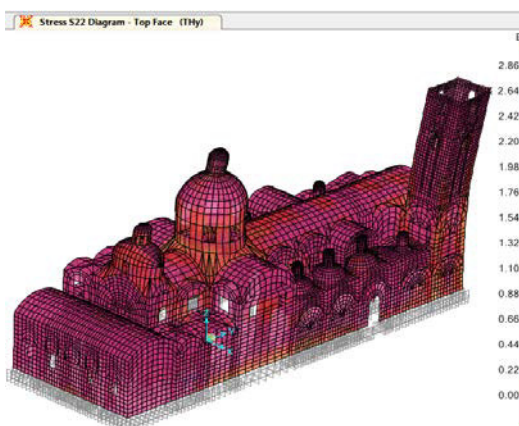 Stress S22 Diagram - Top Face (THy)
E
2.86
2.64
2.42
2.20
1.98
1.76
1.54
1.32
1.10
0.88
0.66
0.44
0.22
0.00
Z
Y
X